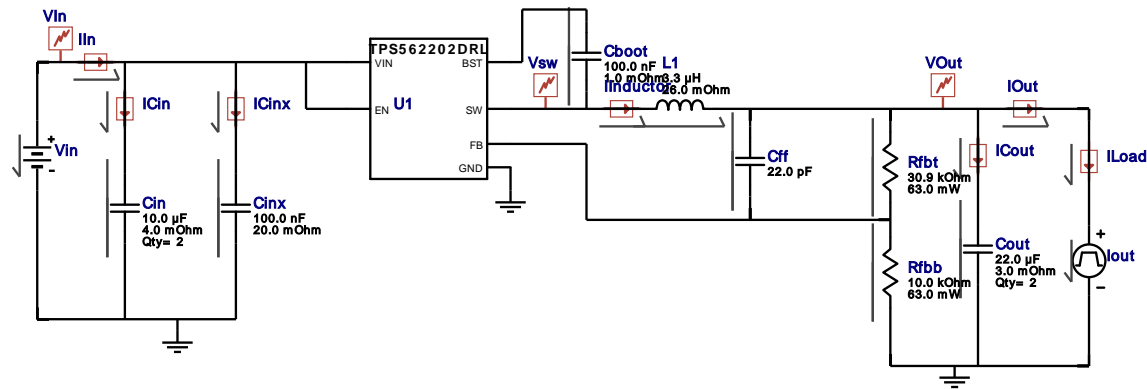 VIn
IIn
ICin
ICinx
Vin
+
-
Cin
10.0 µF
4.0 mOhm
Qty= 2
Cinx
100.0 nF
20.0 mOhm
TPS562202DRL
VIN
BST
U1
EN
SW
FB
GND
Cboot
100.0 nF
1.0 mOhm
Vsw
IInductor
L1
3.3 µH
26.0 mOhm
Cff
22.0 pF
VOut
IOut
Rfbt
30.9 kOhm
63.0 mW
Rfbb
10.0 kOhm
63.0 mW
ICout
Cout
22.0 µF
3.0 mOhm
Qty= 2
ILoad
+
Iout
-